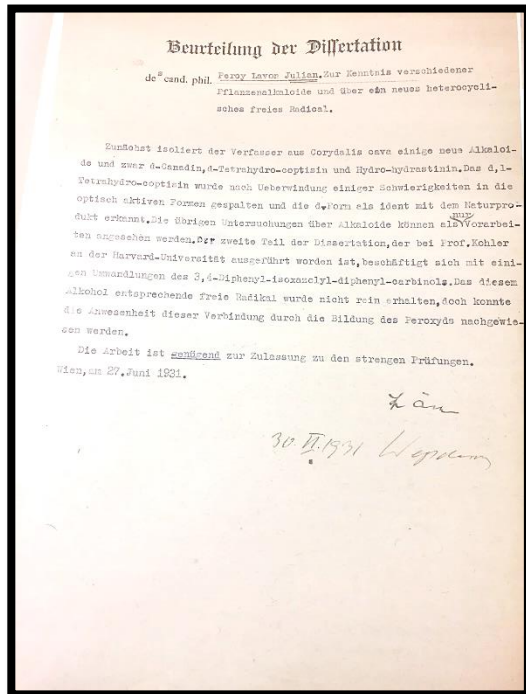 Beurteilung der Dissertation
des cand. phil. Percy Lavon Julian. Zur Kenntnis verschiedener
Pflanzenalkaloide und über ein neues heterocycli-
sches freies Radical.
Zunächst isoliert der Verfasser aus Corydalis cava einige neue Alkaloi-
de und zwar d-Canadin, d-Tetrahydro-coptisin und Hydro-hydrastinin. Das d,l-
Tetrahydro-coptisin wurde nach Ueberwindung einiger Schwierigkeiten in die
optisch aktiven Formen gespalten und die d-Form als ident mit dem Naturpro-
dukt erkannt. Die übrigen Untersuchungen über Alkaloide können als nur Vorarbei-
ten angesehen werden. Der zweite Teil der Dissertation, der bei Prof. Kohler
an der Harvard-Universität ausgeführt worden ist, beschäftigt sich mit eini-
gen Umwandlungen des 3,4-Diphenyl-isoxazolyl-diphenyl-carbinols. Das diesem
Alkohol entsprechende freie Radikal wurde nicht rein erhalten, doch konnte
die Anwesenheit dieser Verbindung durch die Bildung des Peroxyds nachgewie-
sen werden.
Die Arbeit ist genügend zur Zulassung zu den strengen Prüfungen.
Wien, am 27. Juni 1931.
30. VI. 1931